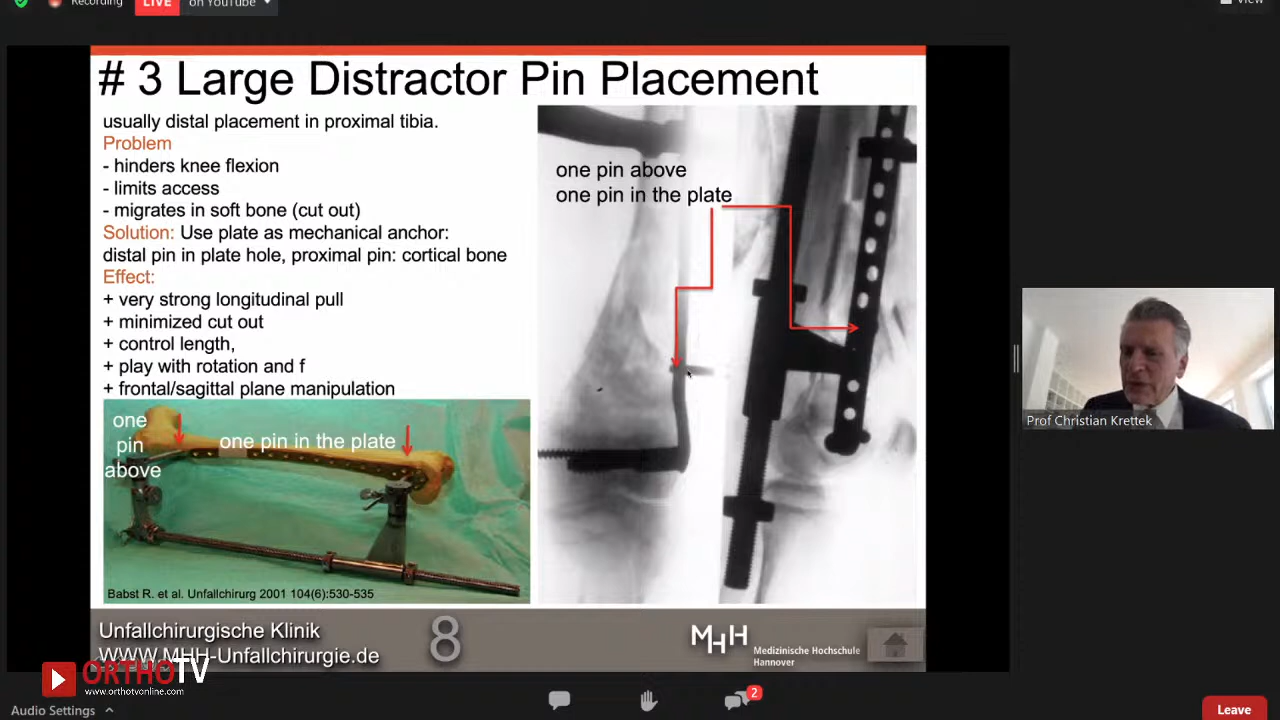 Recording
LIVE
on YouTube
View
# 3 Large Distractor Pin Placement
usually distal placement in proximal tibia.
Problem
- hinders knee flexion
- limits access
- migrates in soft bone (cut out)
Solution: Use plate as mechanical anchor:
distal pin in plate hole, proximal pin: cortical bone
Effect:
+ very strong longitudinal pull
+ minimized cut out
+ control length,
+ play with rotation and f
+ frontal/sagittal plane manipulation
one pin above
one pin in the plate
one
pin
above
one pin in the plate
Babst R. et al. Unfallchirurg 2001 104(6):530-535
Prof Christian Krettek
Unfallchirurgische Klinik
WWW.MHH-Unfallchirurgie.de
8
MHH
Medizinische Hochschule
Hannover
ORTHOTV
www.orthotvonline.com
Audio Settings
2
Leave